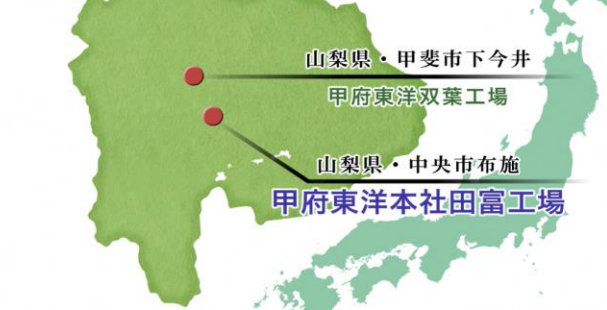 山梨県・甲斐市下今井
甲府東洋双葉工場
山梨県・中央市布施
甲府東洋本社田富工場